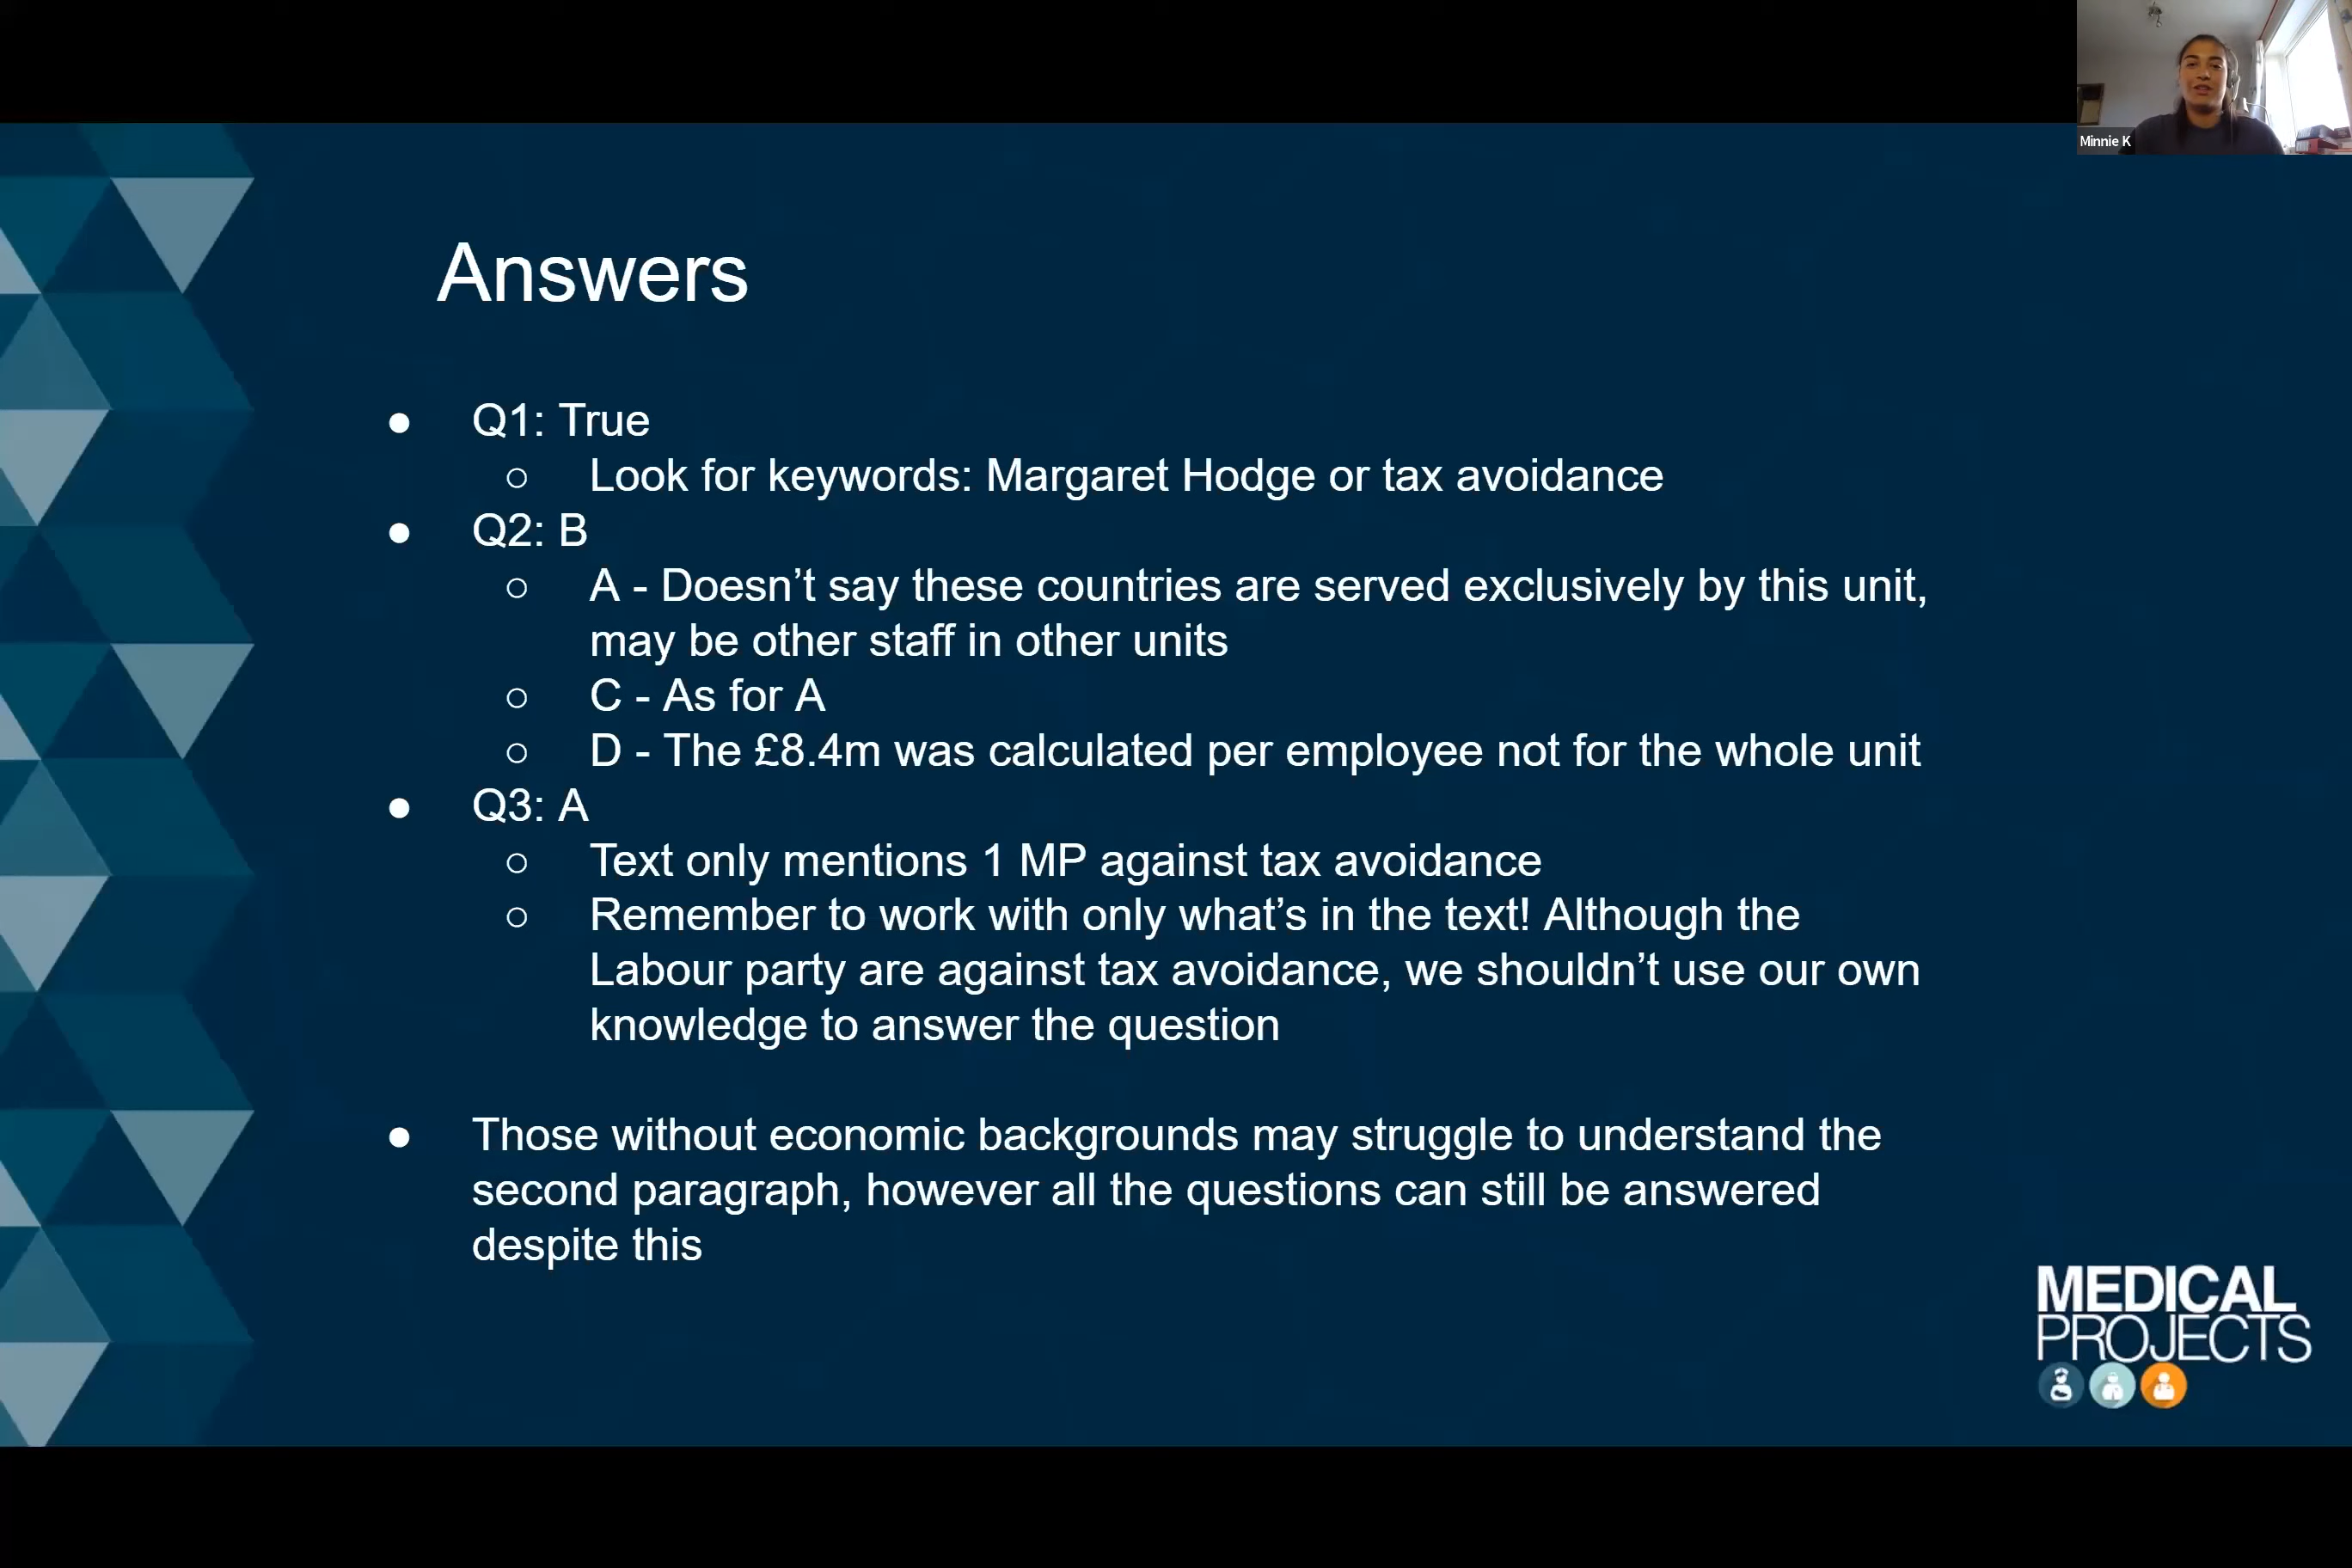 Minnie K
Answers
● Q1: True
○ Look for keywords: Margaret Hodge or tax avoidance
● Q2: B
○ A - Doesn’t say these countries are served exclusively by this unit,
may be other staff in other units
○ C - As for A
○ D - The £8.4m was calculated per employee not for the whole unit
● Q3: A
○ Text only mentions 1 MP against tax avoidance
○ Remember to work with only what’s in the text! Although the
Labour party are against tax avoidance, we shouldn’t use our own
knowledge to answer the question
● Those without economic backgrounds may struggle to understand the
second paragraph, however all the questions can still be answered
despite this
MEDICAL
PROJECTS